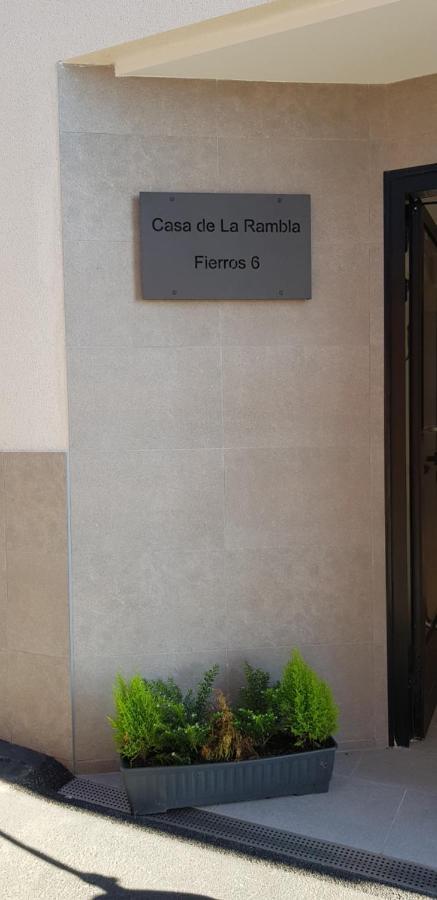 Casa de La Rambla
Fierros 6